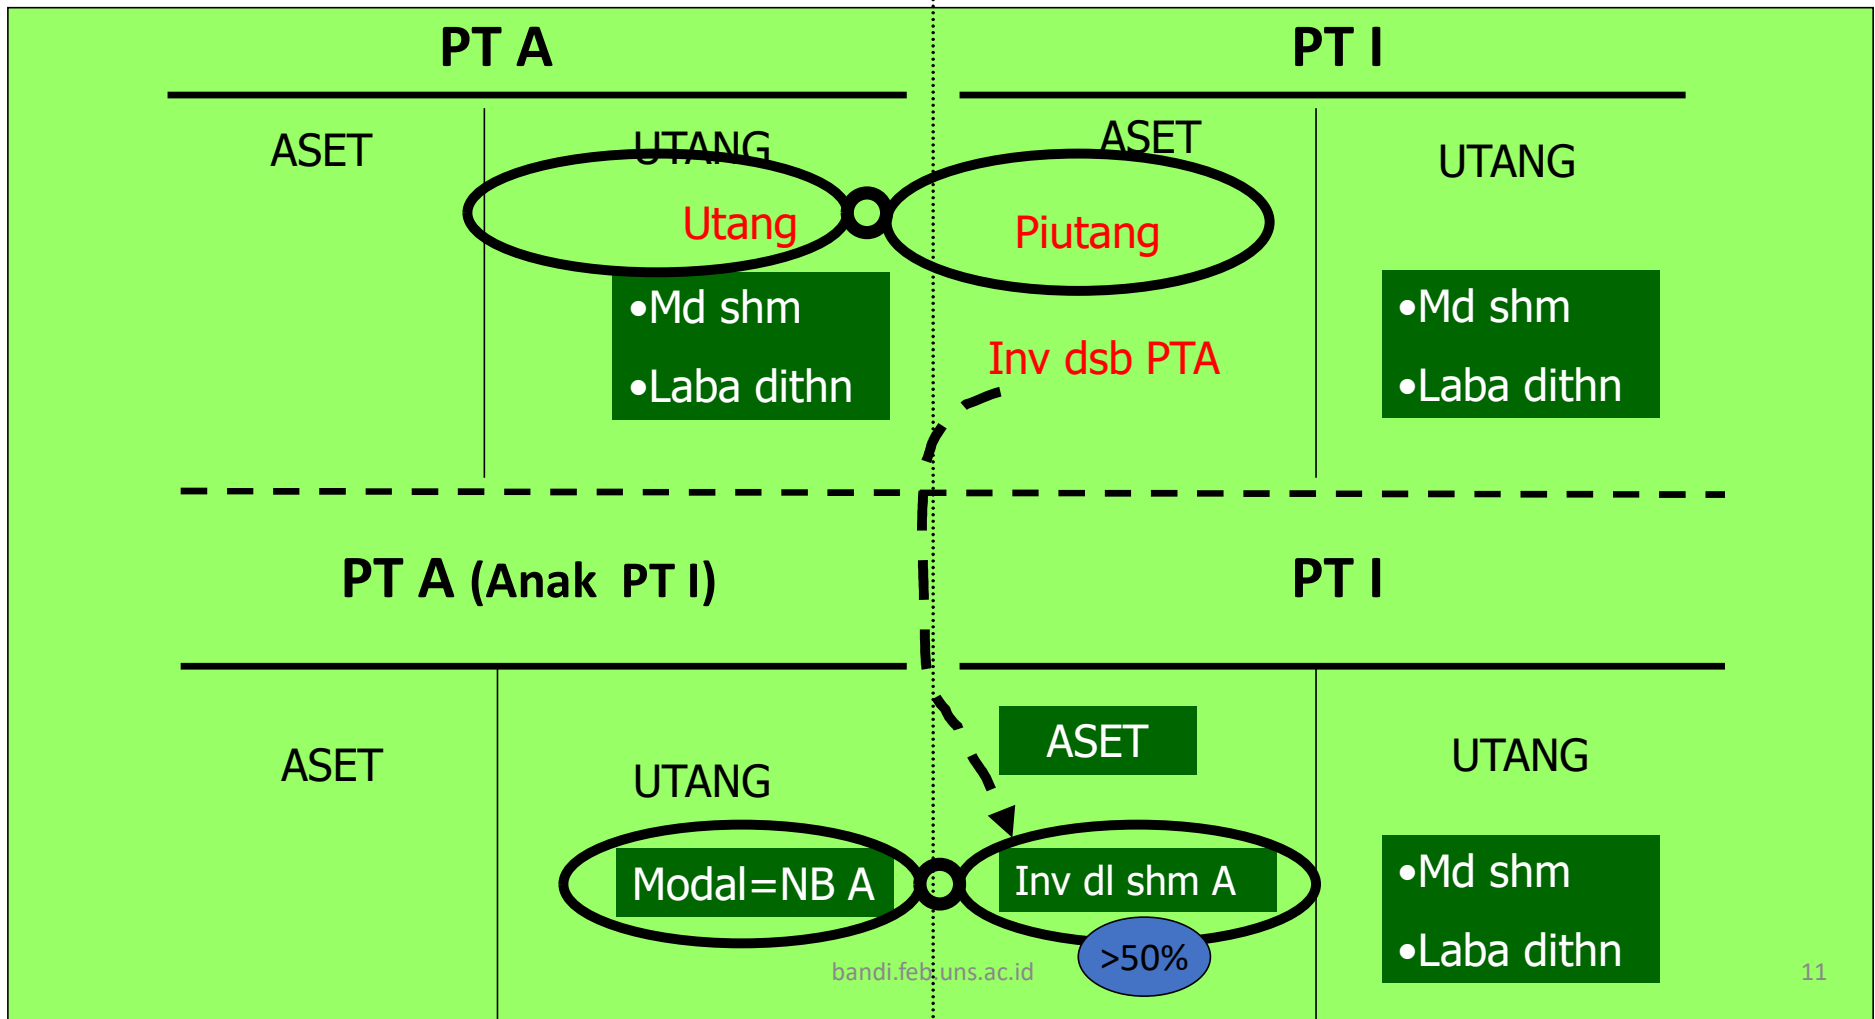 PT A
PT I
ASET
UTANG
ASET
UTANG
Utang
Piutang
•Md shm
•Laba dithn
Inv dsb PTA
•Md shm
•Laba dithn
PT A (Anak PT I)
PT I
ASET
UTANG
ASET
UTANG
Modal=NB A
Inv dl shm A
>50%
•Md shm
•Laba dithn
bandi.feb.uns.ac.id
11